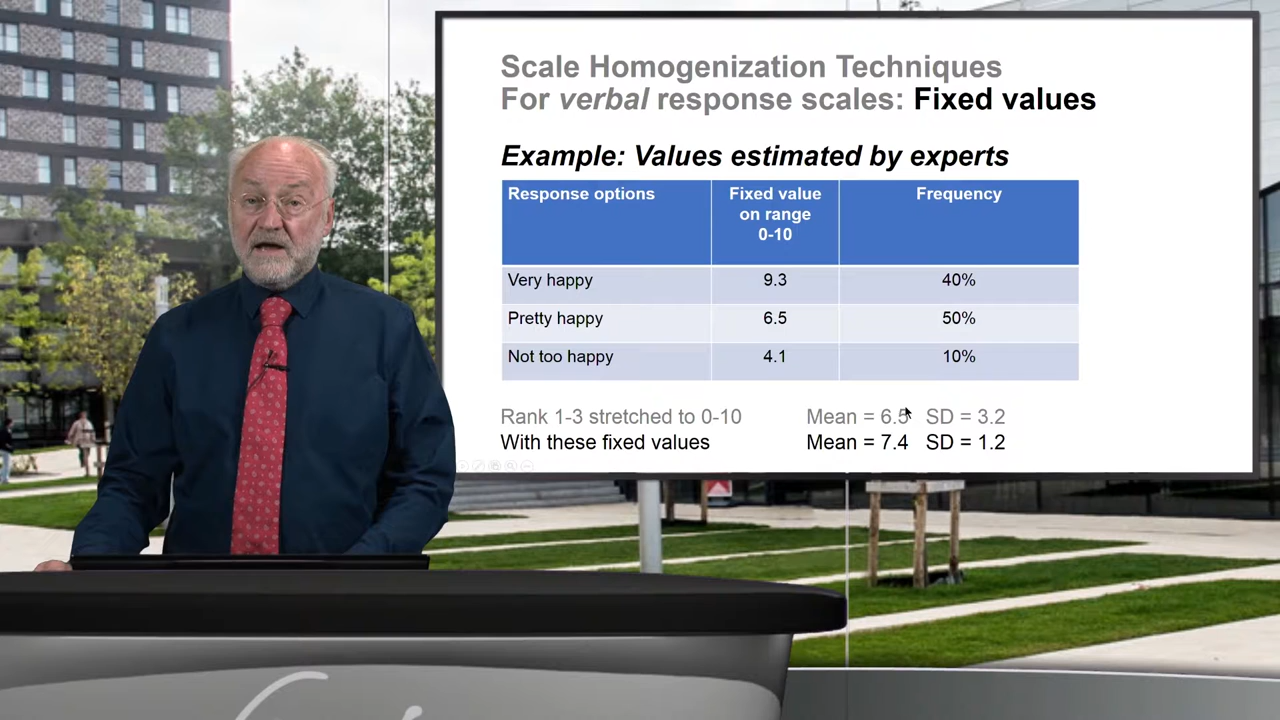 Scale Homogenization Techniques
For verbal response scales: Fixed values
Example: Values estimated by experts
Response options Fixed value on range 0-10 Frequency
Very happy 9.3 40%
Pretty happy 6.5 50%
Not too happy 4.1 10%
Rank 1-3 stretched to 0-10 Mean = 6.5 SD = 3.2
With these fixed values Mean = 7.4 SD = 1.2